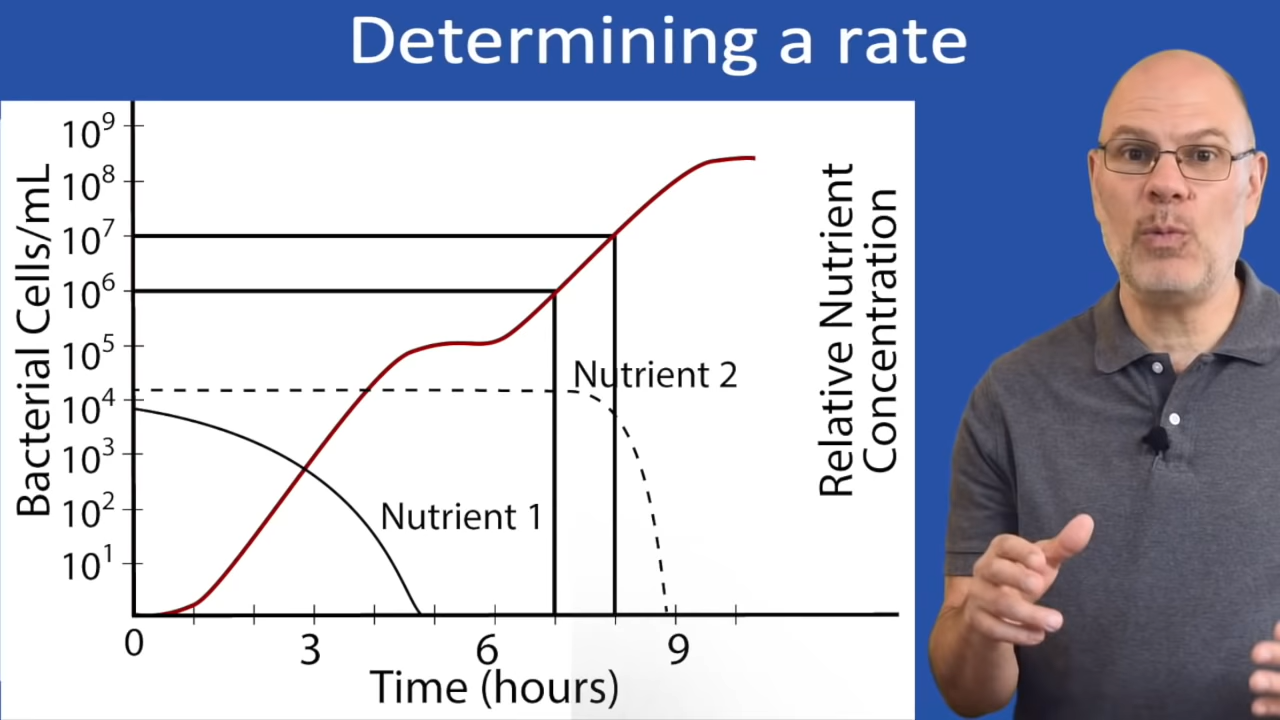 Determining a rate
Bacterial Cells/mL
10⁹
10⁸
10⁷
10⁶
10⁵
10⁴
10³
10²
10¹
Nutrient 2
Nutrient 1
Relative Nutrient
Concentration
0
3
6
9
Time (hours)